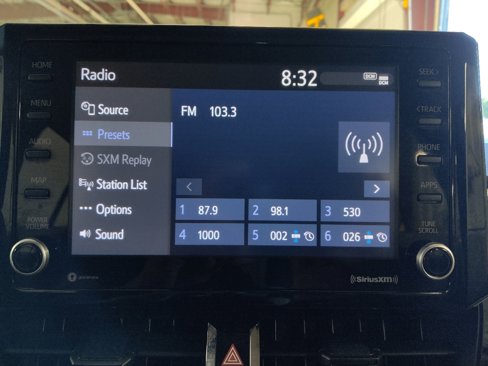 HOME
MENU
AUDIO
MAP
POWER
VOLUME
Radio
8:32
DCM
DCM
Source
Presets
SXM Replay
Station List
Options
Sound
FM 103.3
1 87.9
2 98.1
3 530
4 1000
5 002
6 026
SEEK>
<TRACK
PHONE
APPS
TUNE
SCROLL
SiriusXM